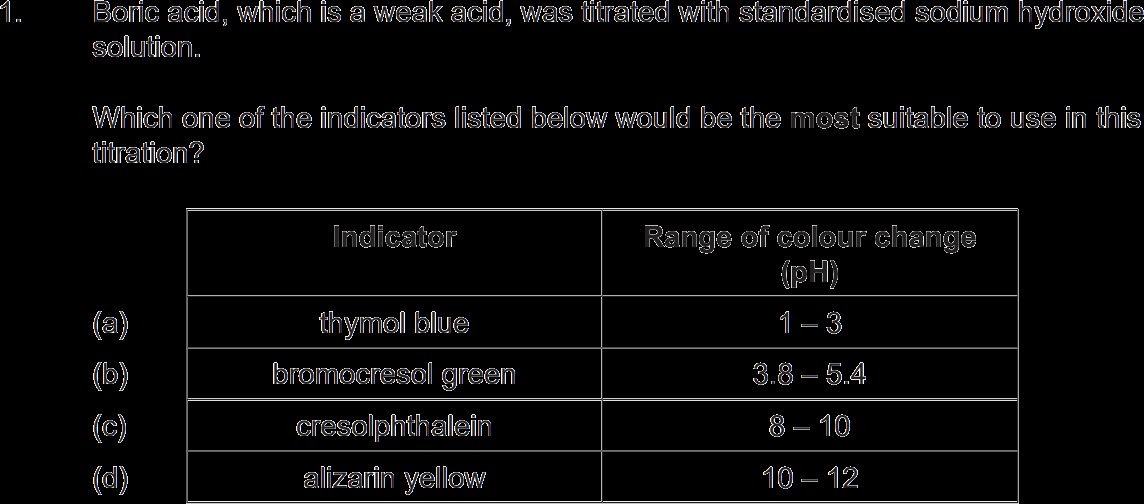 1. Boric acid, which is a weak acid, was titrated with standardised sodium hydroxide
solution.
Which one of the indicators listed below would be the most suitable to use in this
titration?
Indicator Range of colour change
(pH)
(a) thymol blue 1 – 3
(b) bromocresol green 3.8 – 5.4
(c) cresolphthalein 8 – 10
(d) alizarin yellow 10 – 12